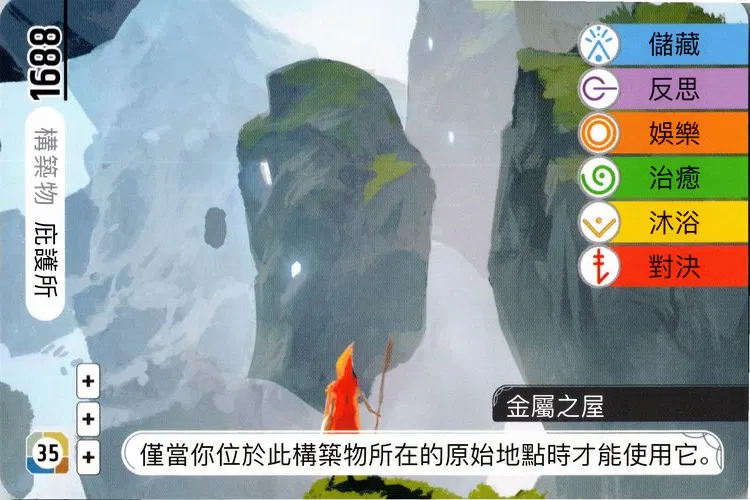 1688
構築物 庇護所
儲藏
反思
娛樂
治癒
沐浴
對決
+
+
+
35
金屬之屋
僅當你位於此構築物所在的原始地點時才能使用它。